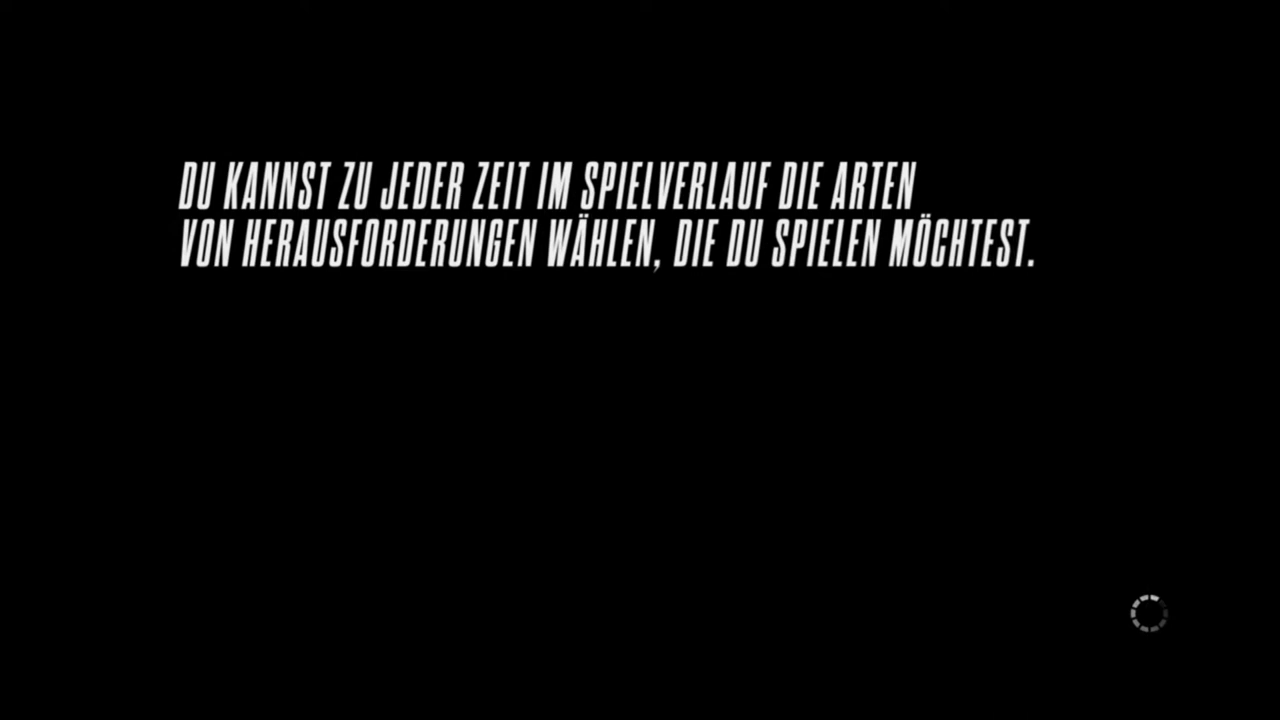 DU KANNST ZU JEDER ZEIT IM SPIELVERLAUF DIE ARTEN
VON HERAUSFORDERUNGEN WÄHLEN, DIE DU SPIELEN MÖCHTEST.